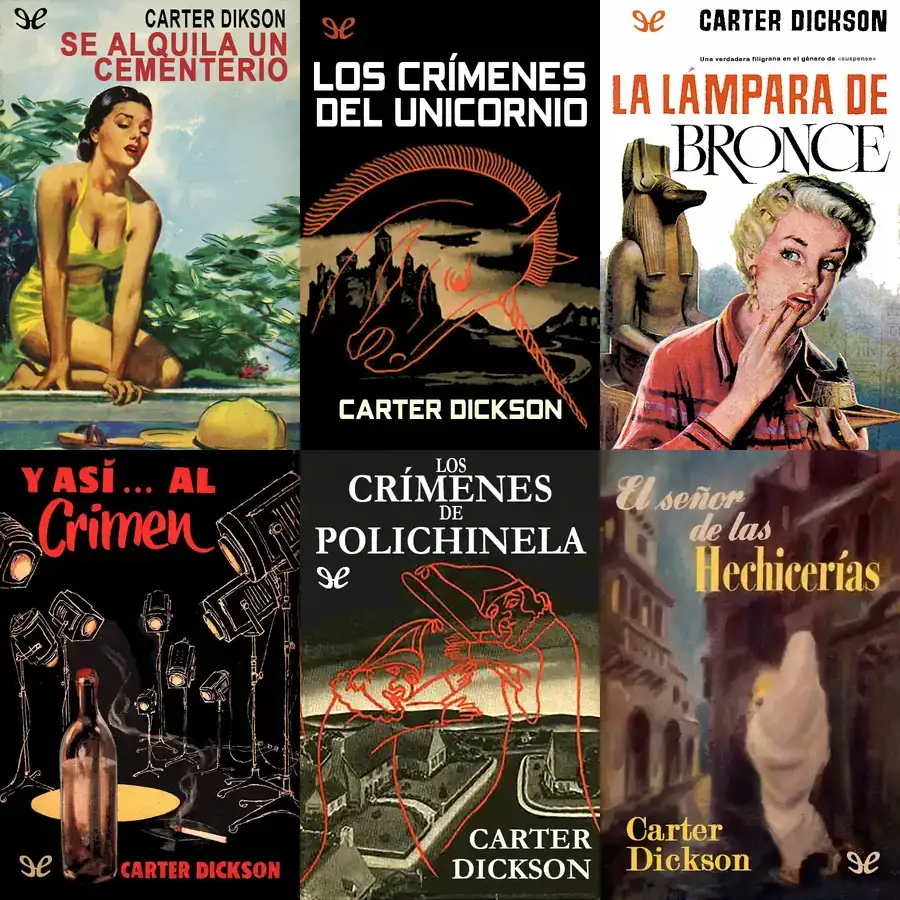 CARTER DIKSON
SE ALQUILA UN
CEMENTERIO
LOS CRÍMENES
DEL UNICORNIO
CARTER DICKSON
CARTER DICKSON
Una verdadera filigrana en el género de «suspense»
LA LÁMPARA DE
BRONCE
Y ASÍ... AL
Crimen
CARTER DICKSON
LOS
CRÍMENES
DE
POLICHINELA
CARTER
DICKSON
El señor
de las
Hechicerías
Carter
Dickson